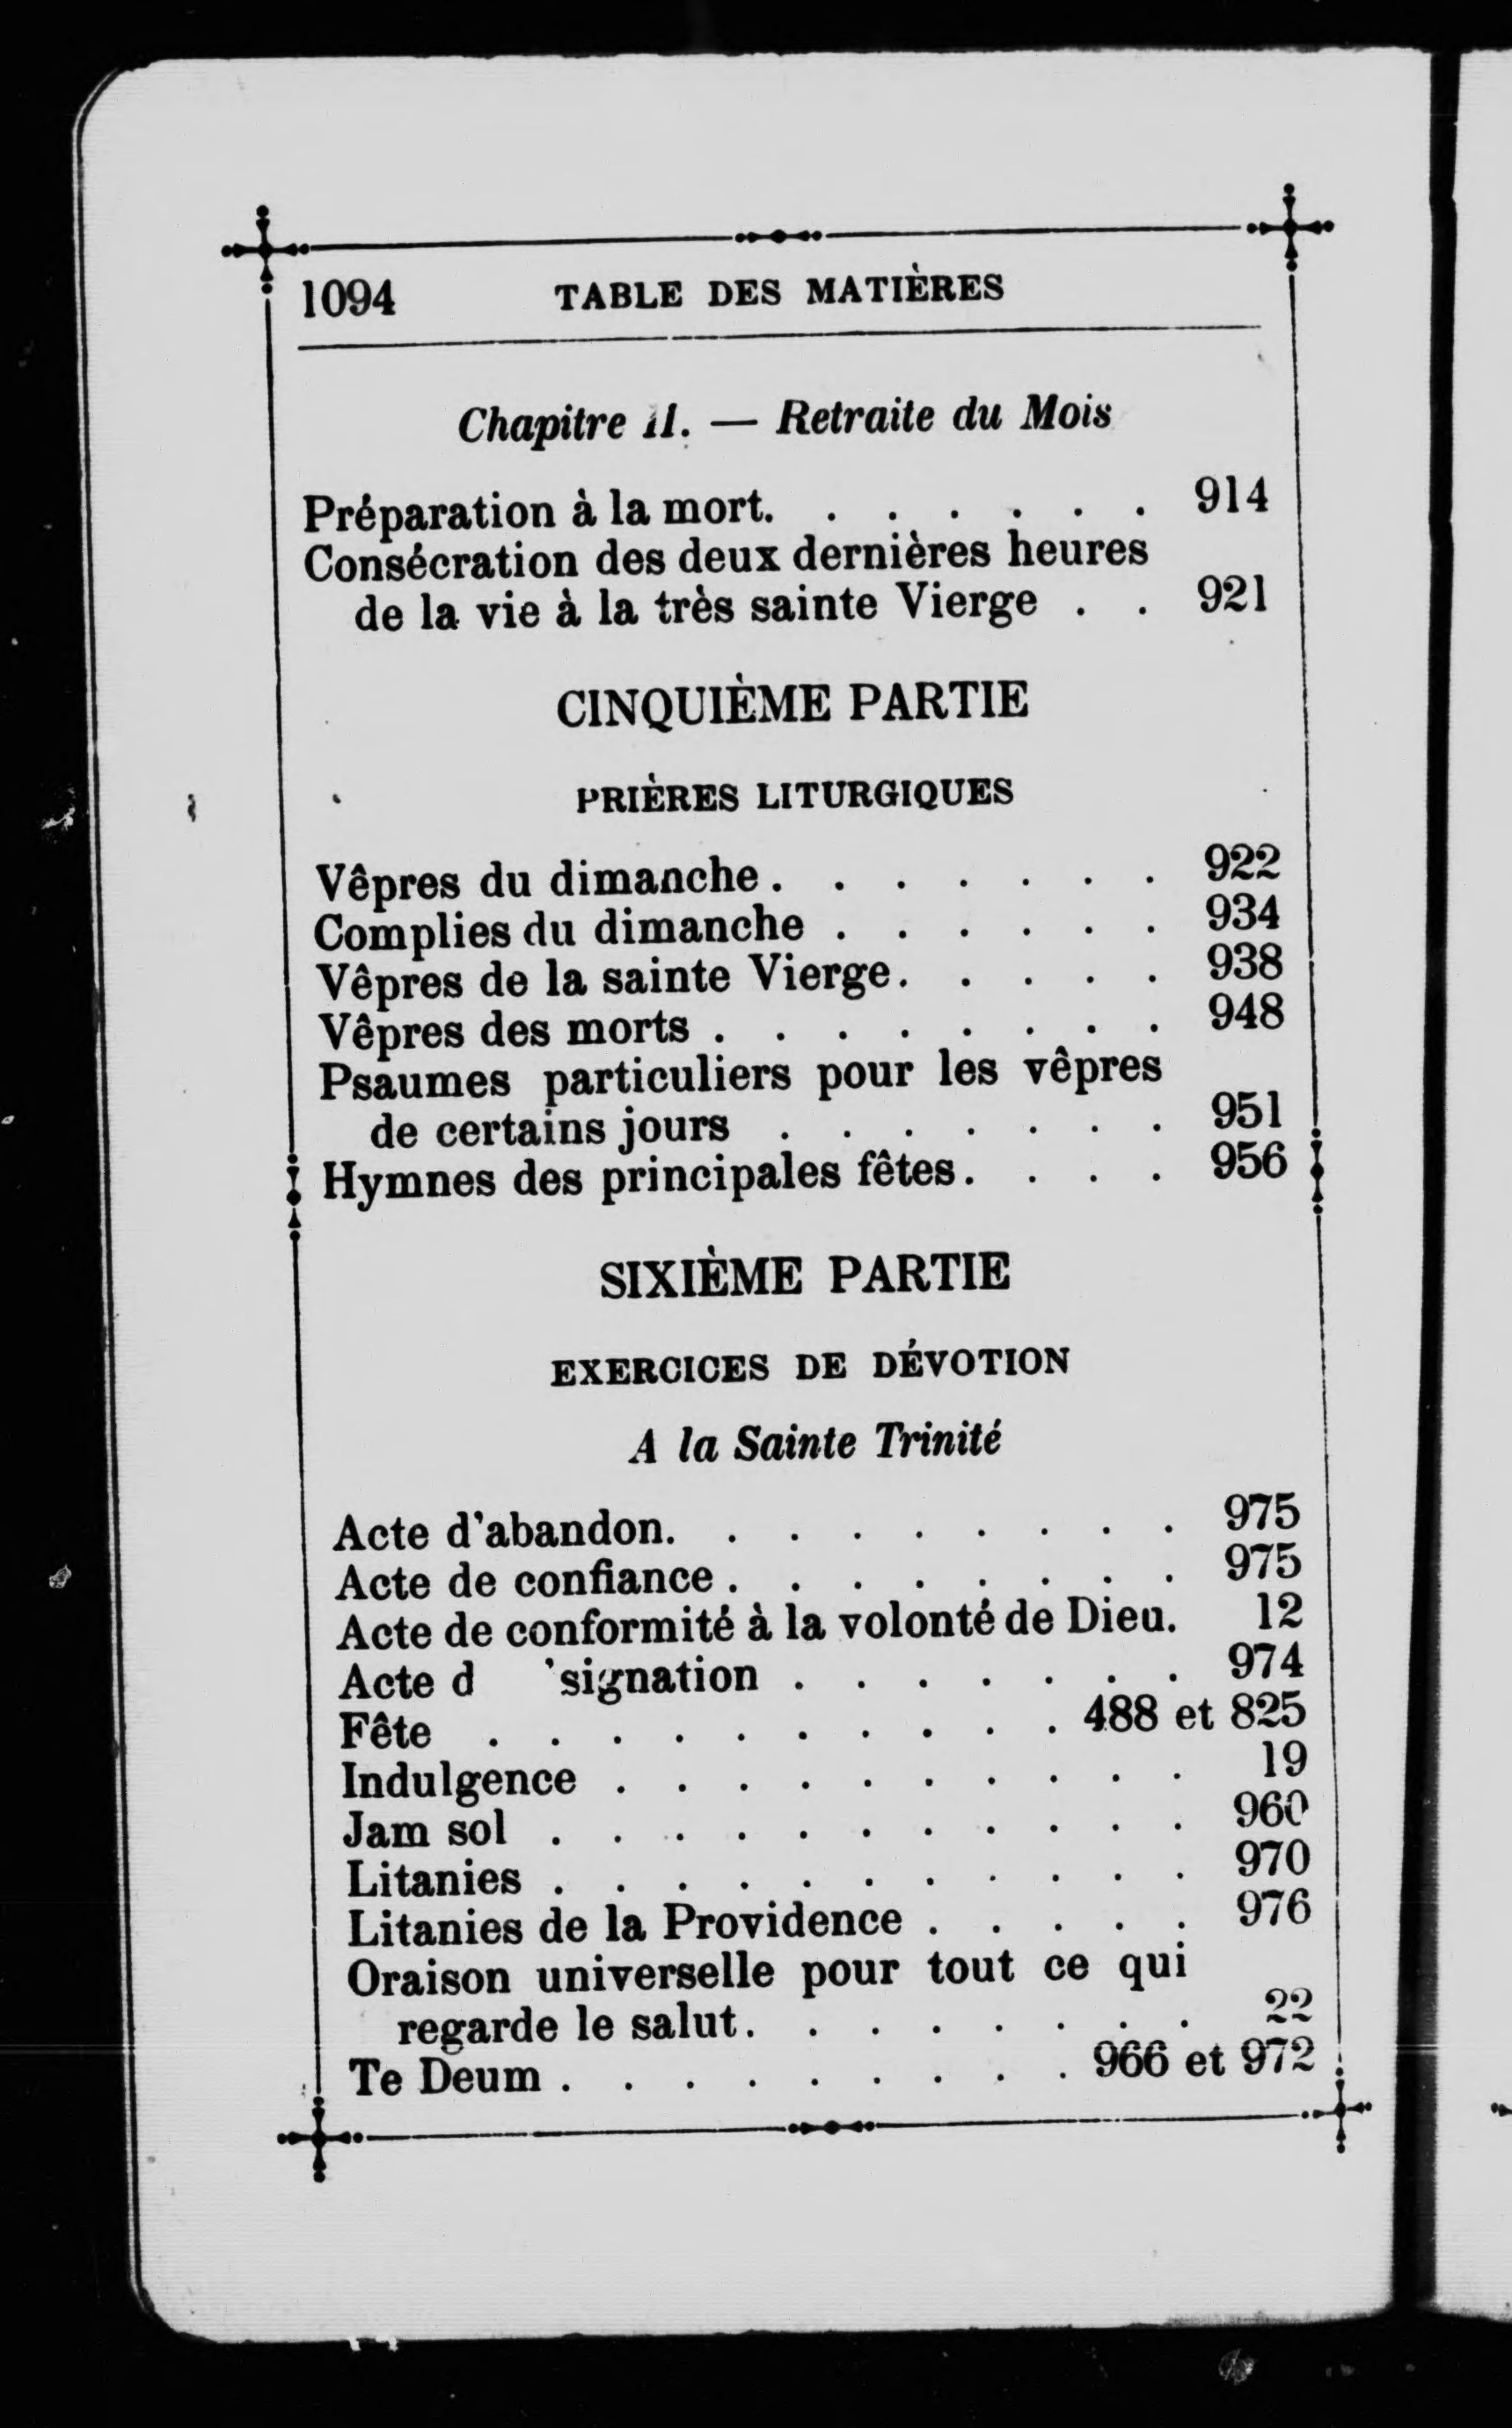 1094 TABLE DES MATIÈRES
Chapitre II. — Retraite du Mois
Préparation à la mort. . . . . . . 914
Consécration des deux dernières heures
de la vie à la très sainte Vierge . . 921
CINQUIÈME PARTIE
PRIÈRES LITURGIQUES
Vêpres du dimanche. . . . . . . 922
Complies du dimanche . . . . . . 934
Vêpres de la sainte Vierge. . . . . 938
Vêpres des morts . . . . . . . . 948
Psaumes particuliers pour les vêpres
de certains jours . . . . . . . 951
Hymnes des principales fêtes. . . . 956
SIXIÈME PARTIE
EXERCICES DE DÉVOTION
A la Sainte Trinité
Acte d'abandon. . . . . . . . . 975
Acte de confiance . . . . . . . . 975
Acte de conformité à la volonté de Dieu. 12
Acte d 'signation . . . . . . . 974
Fête . . . . . . . . . . 488 et 825
Indulgence . . . . . . . . . . 19
Jam sol . . . . . . . . . . . 960
Litanies . . . . . . . . . . . 970
Litanies de la Providence . . . . . 976
Oraison universelle pour tout ce qui
regarde le salut. . . . . . . . 22
Te Deum . . . . . . . . . 966 et 972